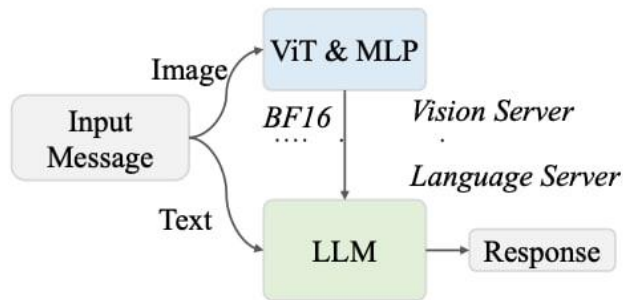 ViT & MLP
Image
Input
Message
BF16
Vision Server
Language Server
Text
LLM
Response